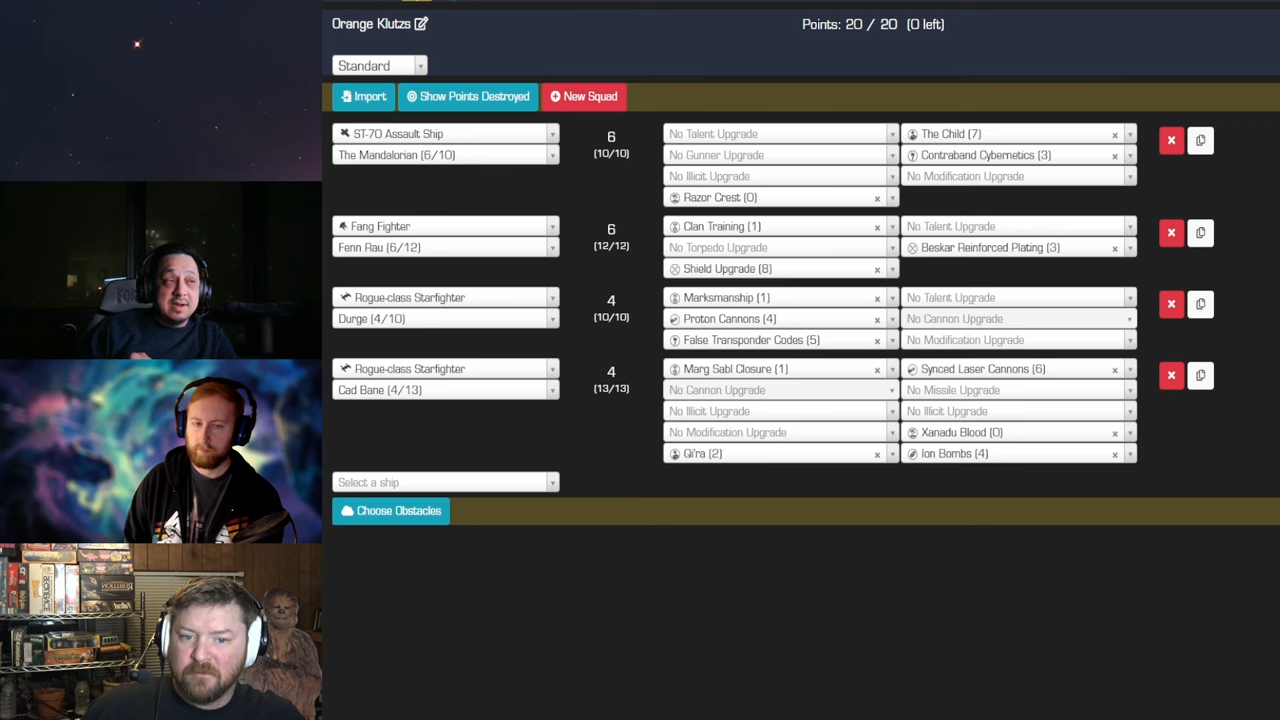 Orange Klutzs
Points: 20 / 20 (0 left)
Standard
Import
Show Points Destroyed
New Squad
ST-70 Assault Ship
The Mandalorian (6/10)
6
(10/10)
No Talent Upgrade
The Child (7)
No Gunner Upgrade
Contraband Cybernetics (3)
No Illicit Upgrade
No Modification Upgrade
Razor Crest (0)
Fang Fighter
Fenn Rau (6/12)
6
(12/12)
Clan Training (1)
No Talent Upgrade
No Torpedo Upgrade
Beskar Reinforced Plating (3)
Shield Upgrade (8)
Rogue-class Starfighter
Durge (4/10)
4
(10/10)
Marksmanship (1)
No Talent Upgrade
Proton Cannons (4)
No Cannon Upgrade
False Transponder Codes (5)
No Modification Upgrade
Rogue-class Starfighter
Cad Bane (4/13)
4
(13/13)
Marg Sabl Closure (1)
Synced Laser Cannons (6)
No Cannon Upgrade
No Missile Upgrade
No Illicit Upgrade
No Illicit Upgrade
No Modification Upgrade
Xanadu Blood (0)
Qi'ra (2)
Ion Bombs (4)
Select a ship
Choose Obstacles
REBELLION